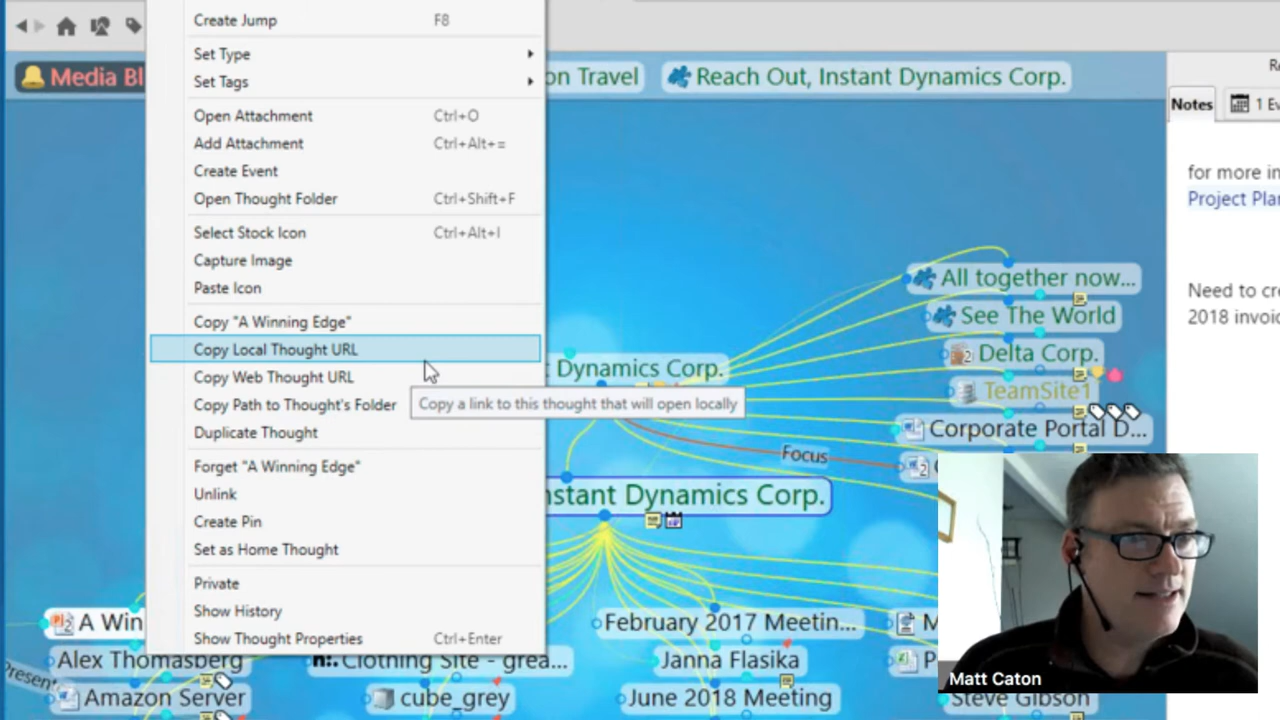 Create Jump F8
Set Type
Set Tags
Open Attachment Ctrl+O
Add Attachment Ctrl+Alt+=
Create Event
Open Thought Folder Ctrl+Shift+F
Select Stock Icon Ctrl+Alt+I
Capture Image
Paste Icon
Copy "A Winning Edge"
Copy Local Thought URL
Copy Web Thought URL
Copy Path to Thought's Folder
Duplicate Thought
Forget "A Winning Edge"
Unlink
Create Pin
Set as Home Thought
Private
Show History
Show Thought Properties Ctrl+Enter
Copy a link to this thought that will open locally
Media Bl
on Travel
Reach Out, Instant Dynamics Corp.
Notes
1 Ev
for more in
Project Plan
Need to cre
2018 invoic
All together now...
See The World
2 Delta Corp.
TeamSite1
Corporate Portal D...
2
t Dynamics Corp.
Focus
nstant Dynamics Corp.
2 A Win
Alex Thomasberg
Present
Amazon Server
n:. Clothing Site - grea...
cube_grey
February 2017 Meetin...
Janna Flasika
June 2018 Meeting
M
P
Steve Gibson
Matt Caton